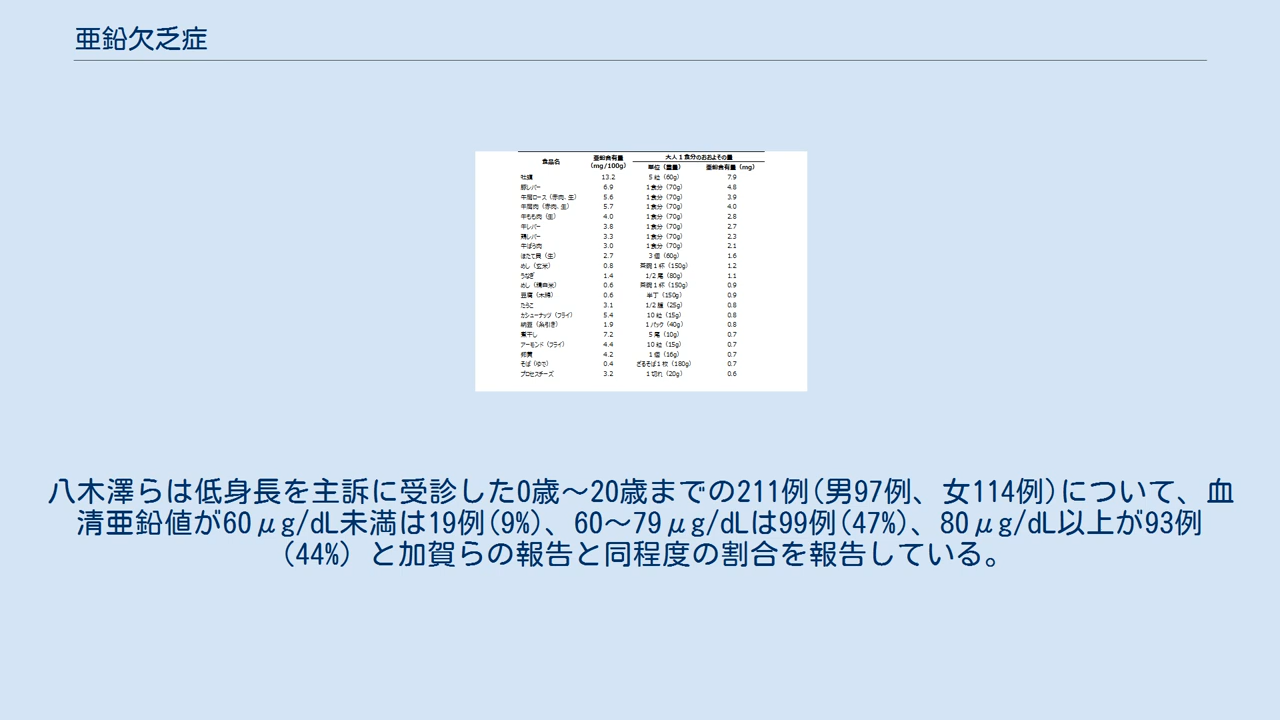 亜鉛欠乏症
食品名 亜鉛含有量 (mg/100g) 大人1食分のおおよその量
単位（重量） 亜鉛含有量（mg）
牡蠣 13.2 5粒（60g） 7.9
豚レバー 6.9 1食分（70g） 4.8
牛肩ロース（赤肉、生） 5.6 1食分（70g） 3.9
牛肩肉（赤肉、生） 5.7 1食分（70g） 4.0
牛もも肉（生） 4.0 1食分（70g） 2.8
牛レバー 3.8 1食分（70g） 2.7
鶏レバー 3.3 1食分（70g） 2.3
牛ばら肉 3.0 1食分（70g） 2.1
ほたて貝（生） 2.7 3個（60g） 1.6
めし（玄米） 0.8 茶碗1杯（150g） 1.2
うなぎ 1.4 1/2尾（80g） 1.1
めし（精白米） 0.6 茶碗1杯（150g） 0.9
豆腐（木綿） 0.6 半丁（150g） 0.9
たらこ 3.1 1/2腹（25g） 0.8
カシューナッツ（フライ） 5.4 10粒（15g） 0.8
納豆（糸引き） 1.9 1パック（40g） 0.8
煮干し 7.2 5尾（10g） 0.7
アーモンド（フライ） 4.4 10粒（15g） 0.7
卵黄 4.2 1個（16g） 0.7
そば（ゆで） 0.4 ざるそば1枚（180g） 0.7
プロセスチーズ 3.2 1切れ（20g） 0.6
八木澤らは低身長を主訴に受診した0歳～20歳までの211例(男97例、女114例)について、血
清亜鉛値が60μg/dL未満は19例(9%)、60～79μg/dLは99例(47%)、80μg/dL以上が93例
(44%) と加賀らの報告と同程度の割合を報告している。